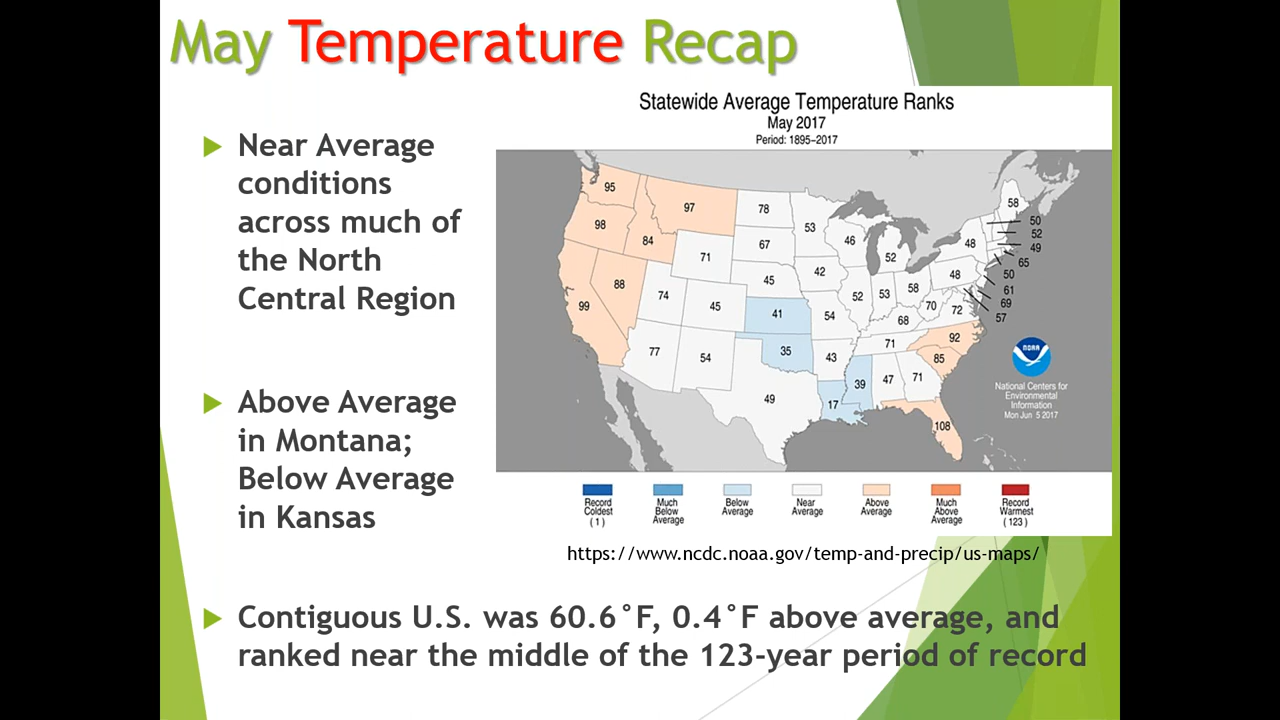 May Temperature Recap
Near Average
conditions
across much of
the North
Central Region
Above Average
in Montana;
Below Average
in Kansas
Statewide Average Temperature Ranks
May 2017
Period: 1895–2017
95
97
78
53
58
98
84
67
46
50
52
71
52
48
49
65
88
45
42
48
50
99
74
45
52
53
58
61
69
41
54
70
72
57
68
77
54
35
43
71
92
85
49
17
39
47
71
108
NOAA
National Centers for
Environmental
Information
Mon Jun 5 2017
Record
Coldest
(1)
Much
Below
Average
Below
Average
Near
Average
Above
Average
Much
Above
Average
Record
Warmest
(123)
https://www.ncdc.noaa.gov/temp-and-precip/us-maps/
Contiguous U.S. was 60.6°F, 0.4°F above average, and
ranked near the middle of the 123-year period of record